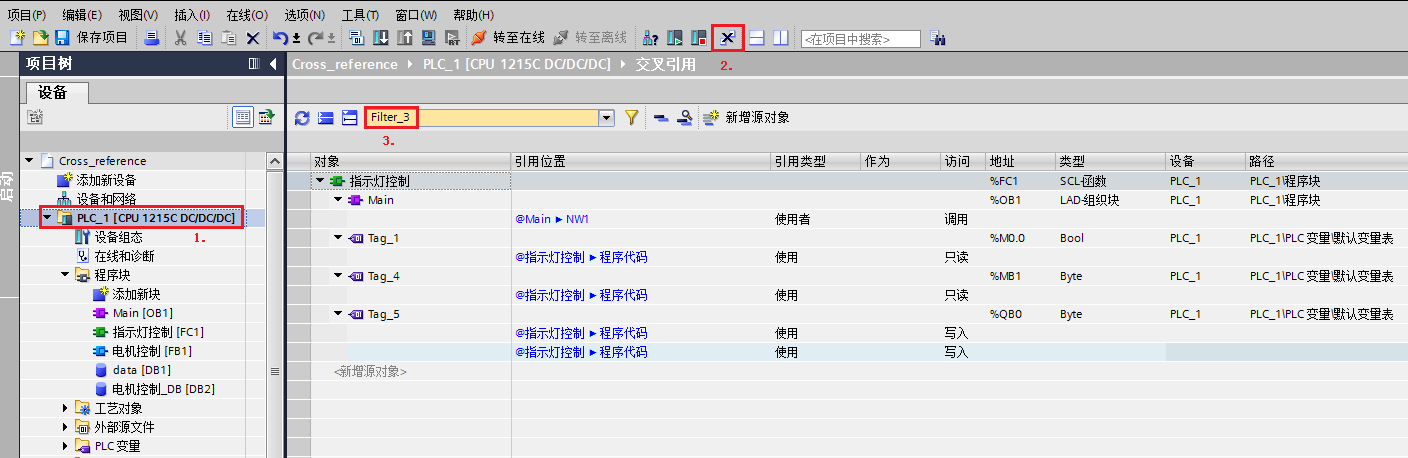 项目(P) 编辑(E) 视图(V) 插入(I) 在线(O) 选项(N) 工具(T) 窗口(W) 帮助(H)
保存项目 转至在线 转至离线 <在项目中搜索>
2.
项目树
Cross_reference PLC_1 [CPU 1215C DC/DC/DC] 交叉引用
设备
Filter_3 新增源对象
3.
启动
Cross_reference
添加新设备
设备和网络
PLC_1 [CPU 1215C DC/DC/DC]
1.
设备组态
在线和诊断
程序块
添加新块
Main [OB1]
指示灯控制 [FC1]
电机控制 [FB1]
data [DB1]
电机控制_DB [DB2]
工艺对象
外部源文件
PLC 变量
对象 引用位置 引用类型 作为 访问 地址 类型 设备 路径
指示灯控制 %FC1 SCL-函数 PLC_1 PLC_1\程序块
Main %OB1 LAD-组织块 PLC_1 PLC_1\程序块
@Main ▶ NW1 使用者 调用
Tag_1 %M0.0 Bool PLC_1 PLC_1\PLC 变量\默认变量表
@指示灯控制 ▶ 程序代码 使用 只读
Tag_4 %MB1 Byte PLC_1 PLC_1\PLC 变量\默认变量表
@指示灯控制 ▶ 程序代码 使用 只读
Tag_5 %QB0 Byte PLC_1 PLC_1\PLC 变量\默认变量表
@指示灯控制 ▶ 程序代码 使用 写入
@指示灯控制 ▶ 程序代码 使用 写入
<新增源对象>